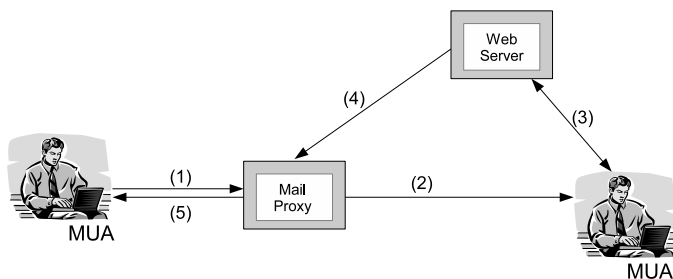 Web
Server
(4)
(3)
(1)
Mail
Proxy
(2)
(5)
MUA
MUA